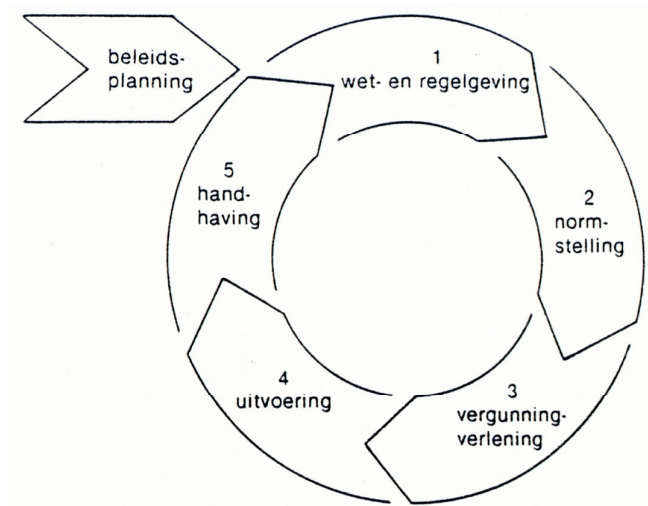 beleids-
planning
1
wet- en regelgeving
2
norm-
stelling
3
vergunning-
verlening
4
uitvoering
5
hand-
having